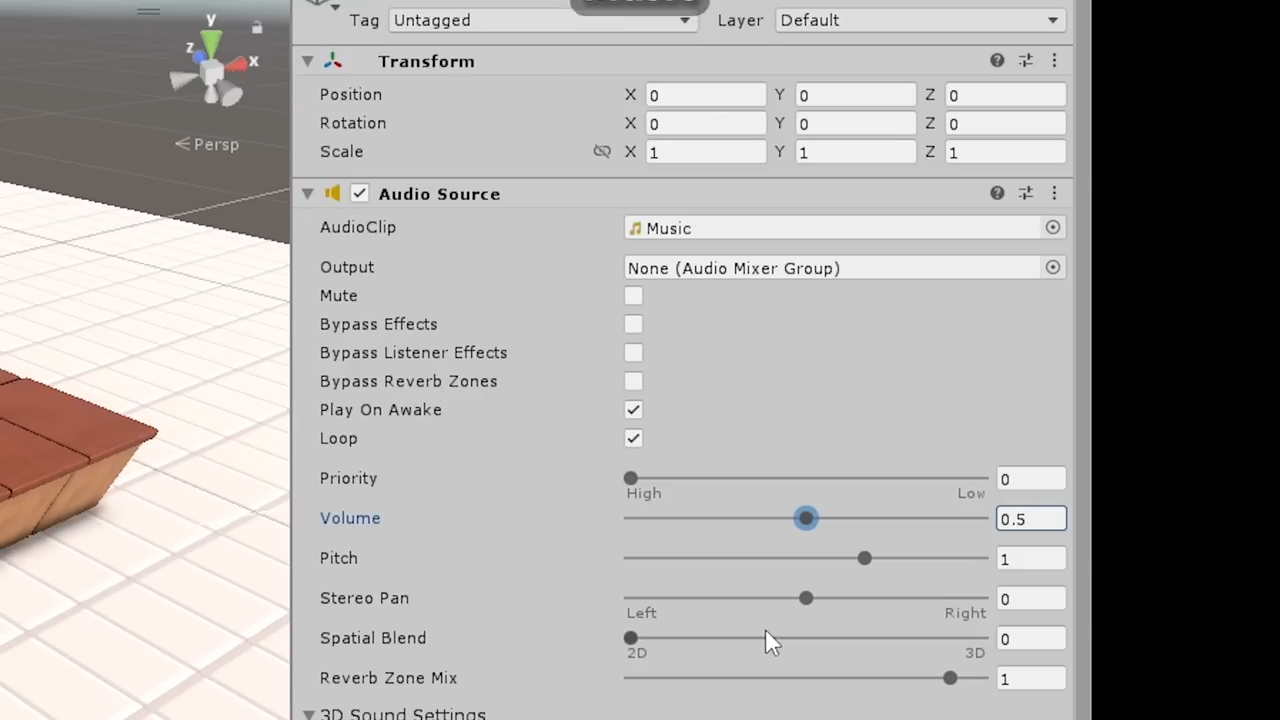 Tag Untagged Layer Default
y
z x
Persp
Transform
Position X 0 Y 0 Z 0
Rotation X 0 Y 0 Z 0
Scale X 1 Y 1 Z 1
Audio Source
AudioClip Music
Output None (Audio Mixer Group)
Mute
Bypass Effects
Bypass Listener Effects
Bypass Reverb Zones
Play On Awake
Loop
Priority 0
High Low
Volume 0.5
Pitch 1
Stereo Pan 0
Left Right
Spatial Blend 0
2D 3D
Reverb Zone Mix 1
3D Sound Settings